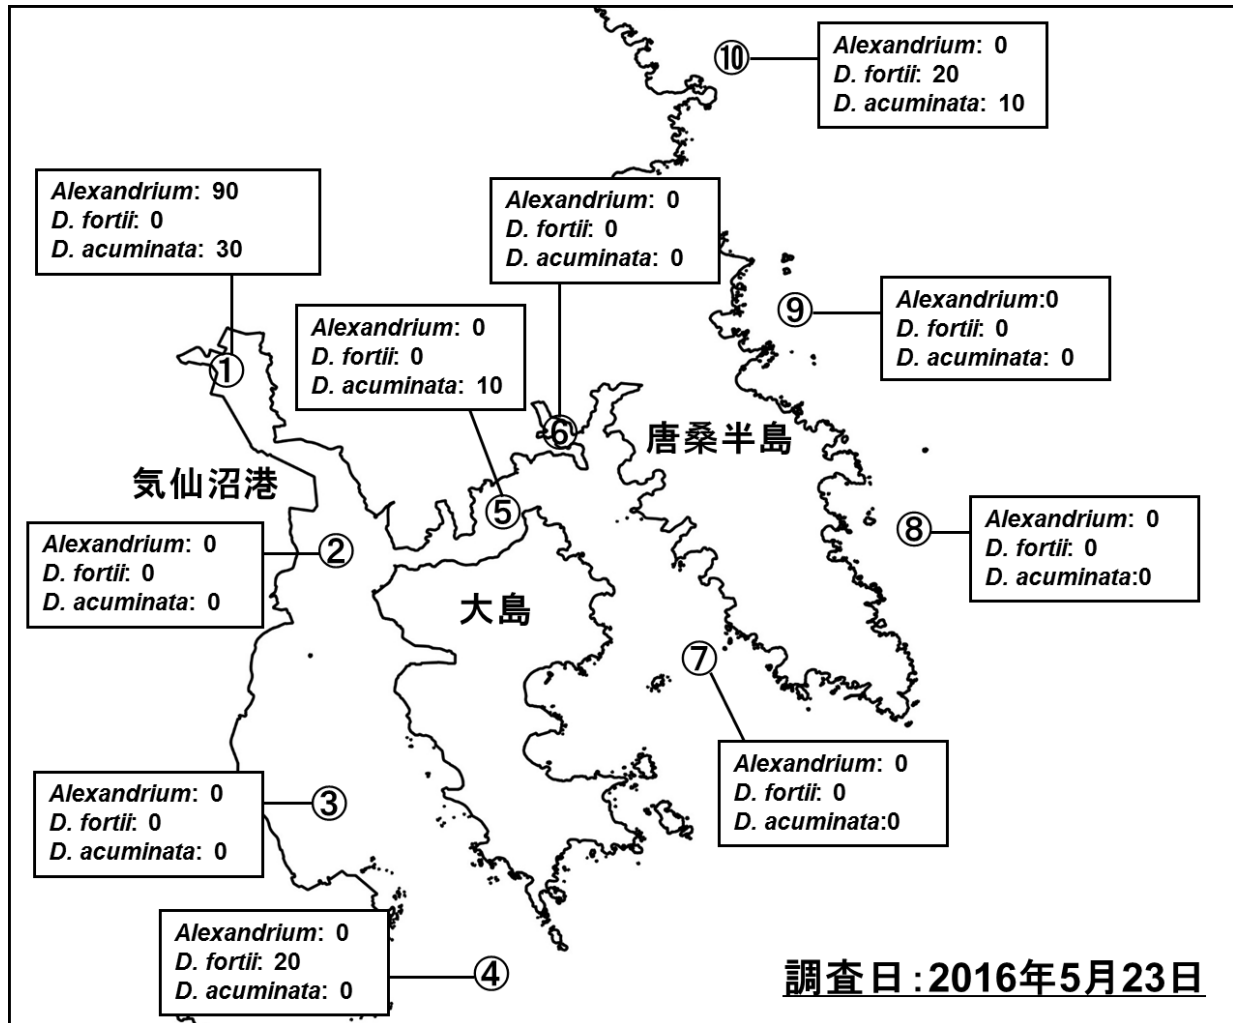 ⑩
Alexandrium: 0
D. fortii: 20
D. acuminata: 10
Alexandrium: 90
D. fortii: 0
D. acuminata: 30
①
Alexandrium: 0
D. fortii: 0
D. acuminata: 0
⑥
Alexandrium:0
D. fortii: 0
D. acuminata: 0
⑨
Alexandrium: 0
D. fortii: 0
D. acuminata: 10
⑤
唐桑半島
気仙沼港
Alexandrium: 0
D. fortii: 0
D. acuminata: 0
②
⑧
Alexandrium: 0
D. fortii: 0
D. acuminata:0
大島
⑦
Alexandrium: 0
D. fortii: 0
D. acuminata:0
Alexandrium: 0
D. fortii: 0
D. acuminata: 0
③
Alexandrium: 0
D. fortii: 20
D. acuminata: 0
④
調査日:2016年5月23日